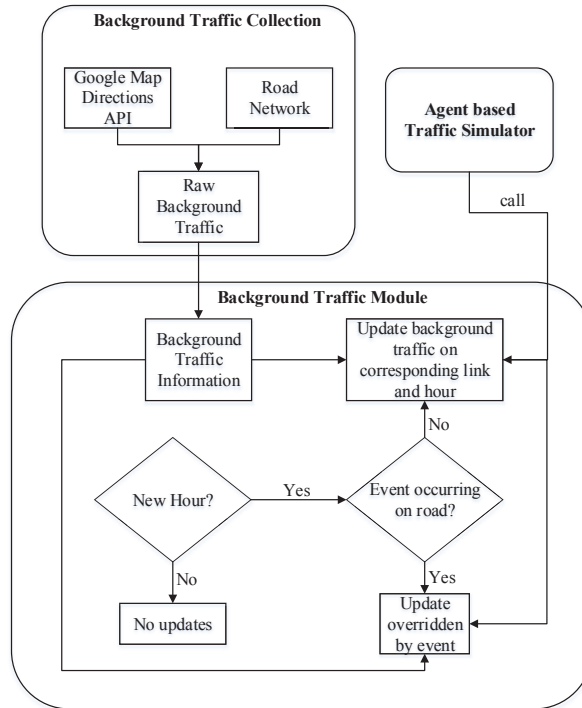 Background Traffic Collection
Google Map
Directions
API
Road
Network
Raw
Background
Traffic
Agent based
Traffic Simulator
call
Background Traffic Module
Background
Traffic
Information
Update background
traffic on
corresponding link
and hour
No
New Hour?
Yes
Event occurring
on road?
No
Yes
No updates
Update
overridden
by event